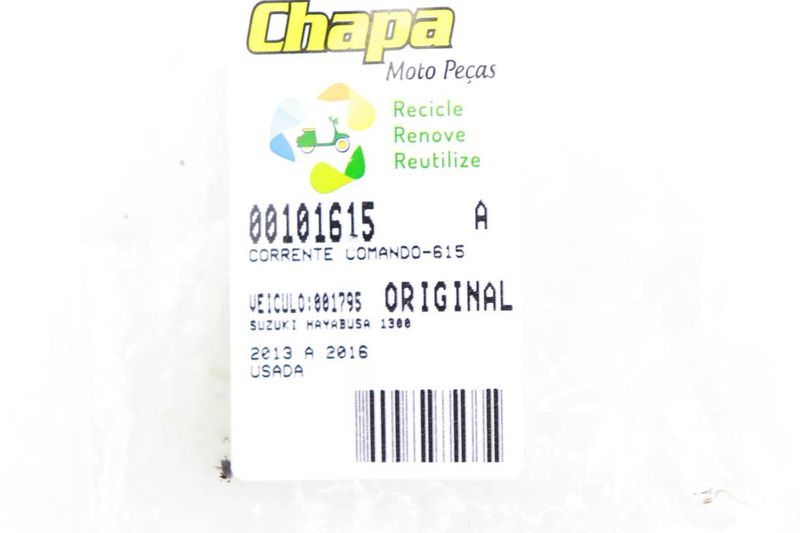 Chapa
Moto Peças
Recicle
Renove
Reutilize
00101615 A
CORRENTE COMANDO-615
VEICULO:001795 ORIGINAL
SUZUKI HAYABUSA 1300
2013 A 2016
USADA